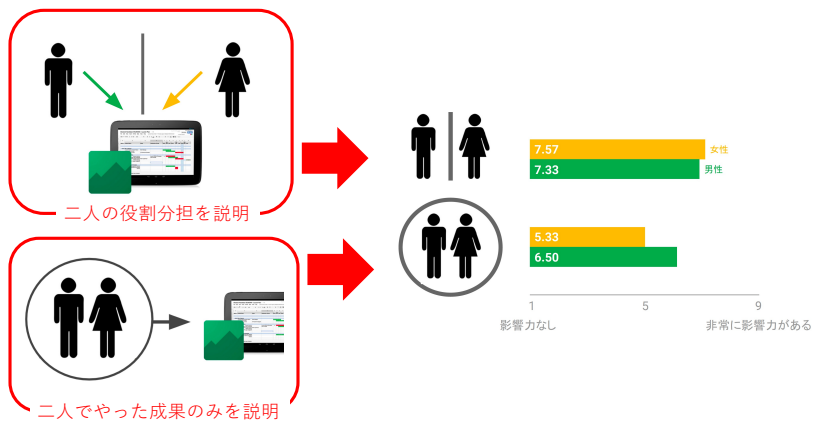 二人の役割分担を説明
二人でやった成果のみを説明
7.57
女性
7.33
男性
5.33
6.50
1
5
9
影響力なし
非常に影響力がある